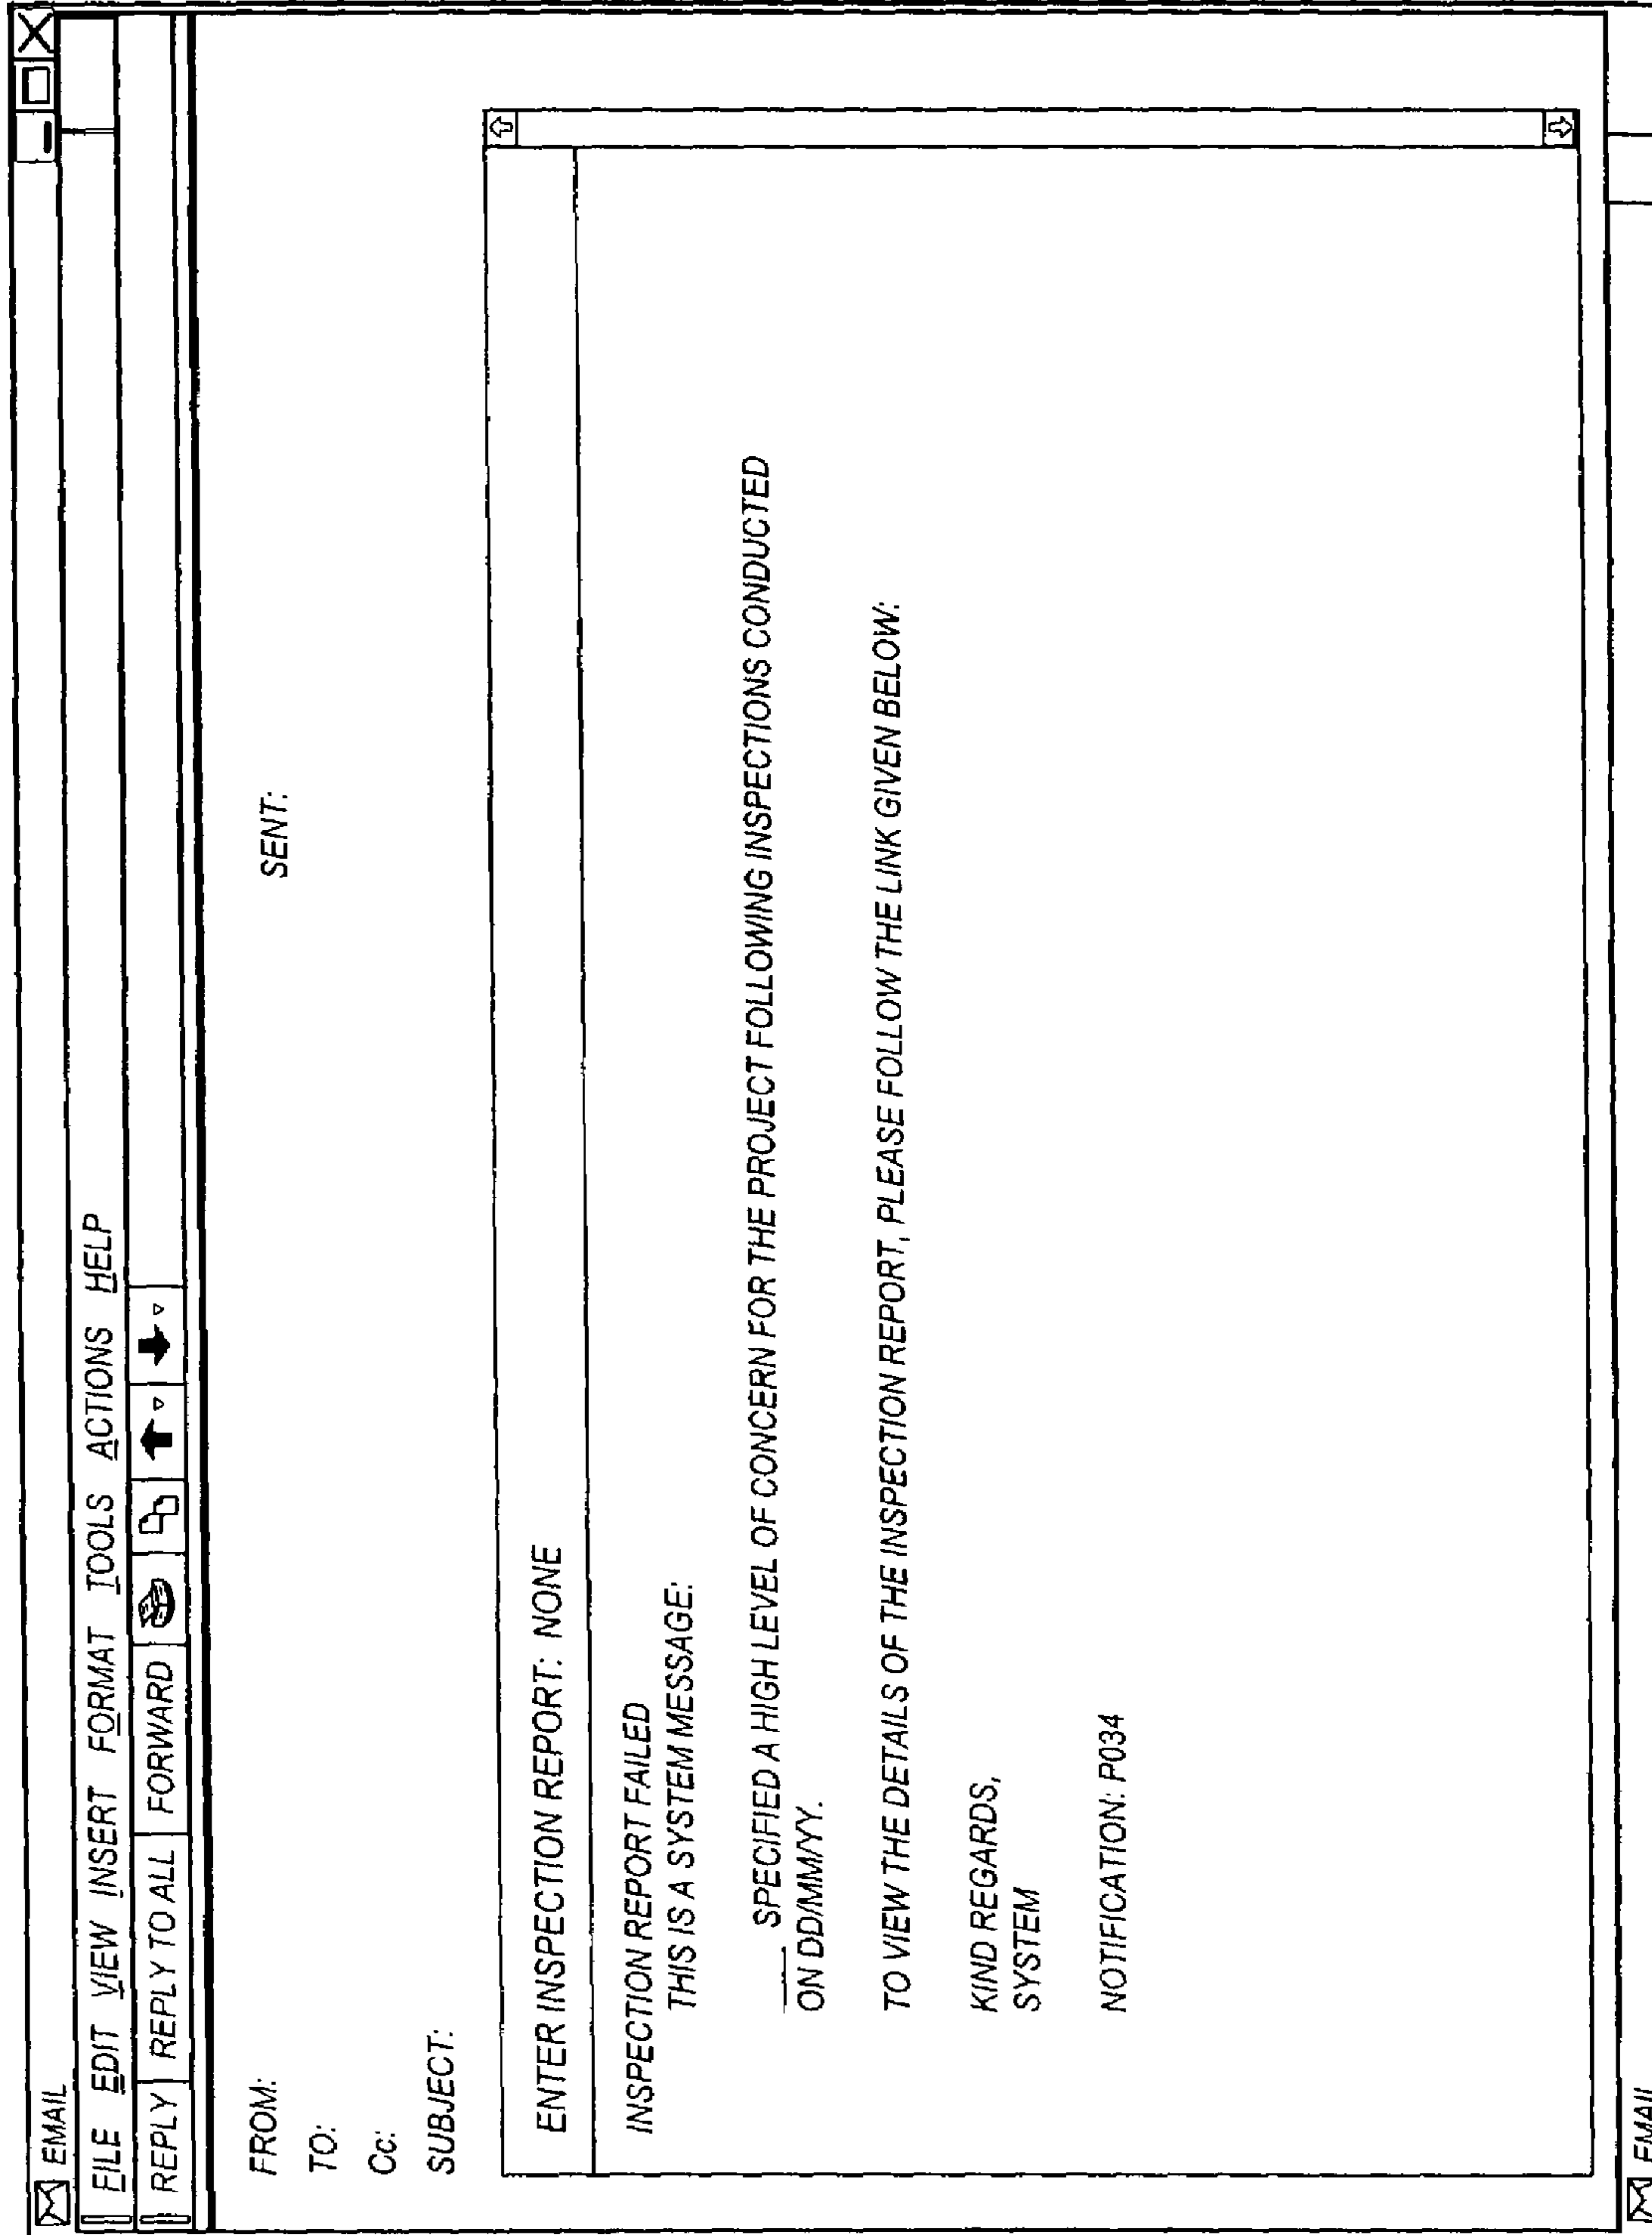 EMAIL
FILE EDIT VIEW INSERT FORMAT TOOLS ACTIONS HELP
REPLY REPLY TO ALL FORWARD
FROM: SENT:
TO:
Cc:
SUBJECT:
ENTER INSPECTION REPORT: NONE
INSPECTION REPORT FAILED
THIS IS A SYSTEM MESSAGE:
___ SPECIFIED A HIGH LEVEL OF CONCERN FOR THE PROJECT FOLLOWING INSPECTIONS CONDUCTED
ON DD/MM/YY.
TO VIEW THE DETAILS OF THE INSPECTION REPORT, PLEASE FOLLOW THE LINK GIVEN BELOW:
KIND REGARDS,
SYSTEM
NOTIFICATION: P034
EMAIL